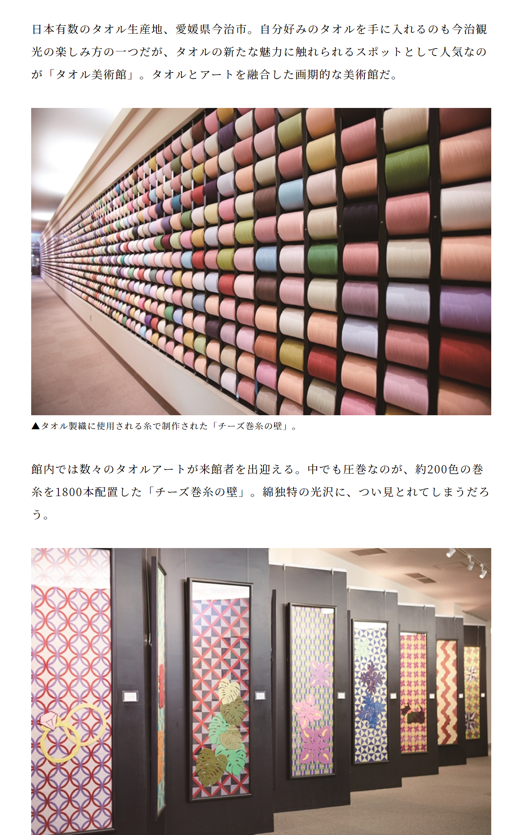 日本有数のタオル生産地、愛媛県今治市。自分好みのタオルを手に入れるのも今治観
光の楽しみ方の一つだが、タオルの新たな魅力に触れられるスポットとして人気なの
が「タオル美術館」。タオルとアートを融合した画期的な美術館だ。
▲タオル製織に使用される糸で制作された「チーズ巻糸の壁」。
館内では数々のタオルアートが来館者を出迎える。中でも圧巻なのが、約200色の巻
糸を1800本配置した「チーズ巻糸の壁」。綿独特の光沢に、つい見とれてしまうだろ
う。